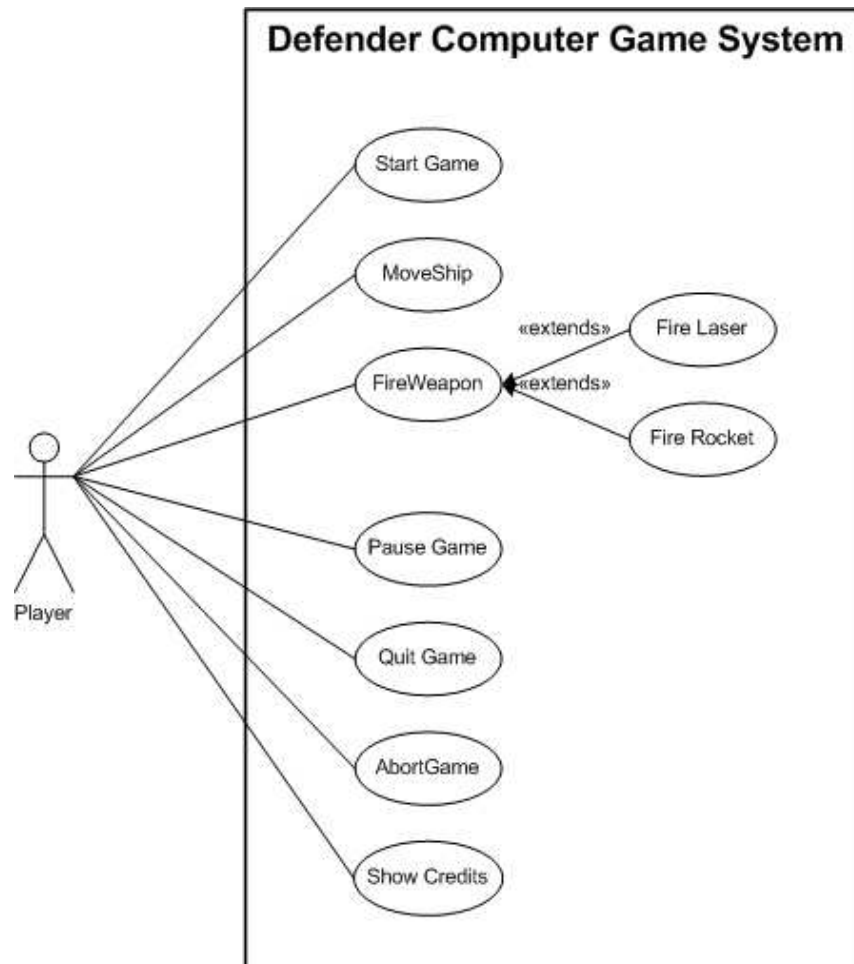 Defender Computer Game System
Start Game
MoveShip
«extends»
Fire Laser
FireWeapon
«extends»
Fire Rocket
Player
Pause Game
Quit Game
AbortGame
Show Credits